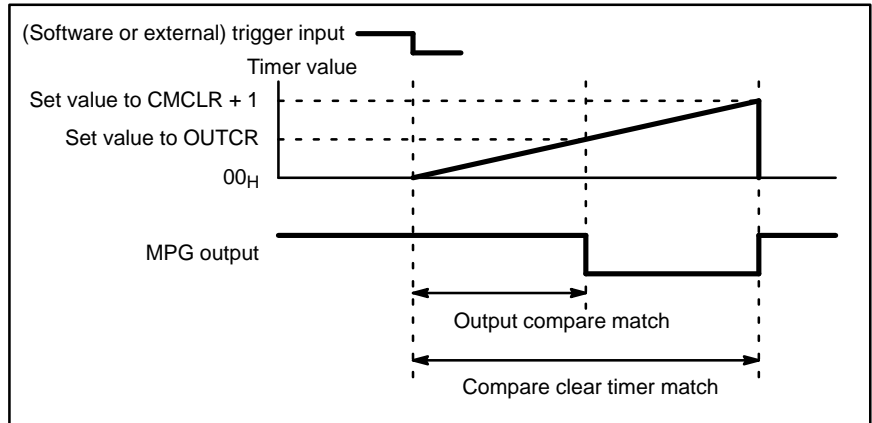 (Software or external) trigger input
Timer value
Set value to CMCLR + 1
Set value to OUTCR
00H
MPG output
Output compare match
Compare clear timer match